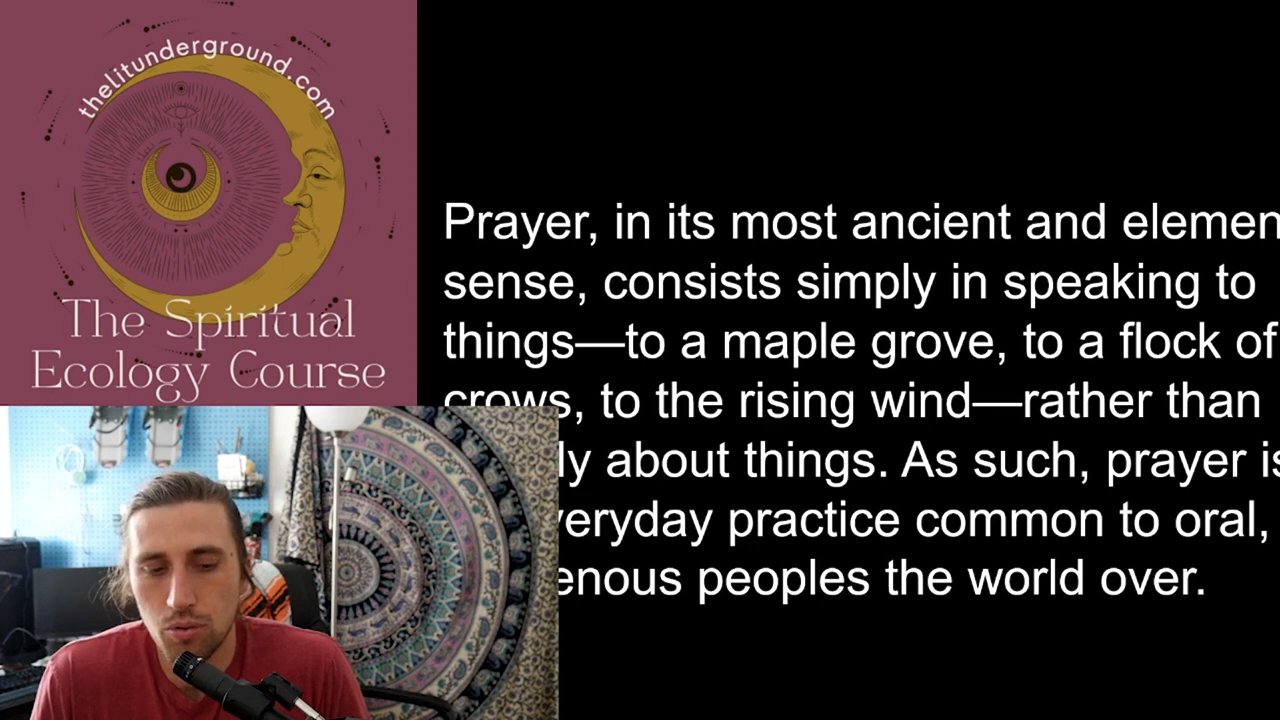 thelitunderground.com
The Spiritual
Ecology Course
Prayer, in its most ancient and elemen
sense, consists simply in speaking to
things—to a maple grove, to a flock of
crows, to the rising wind—rather than
ly about things. As such, prayer is
veryday practice common to oral,
enous peoples the world over.